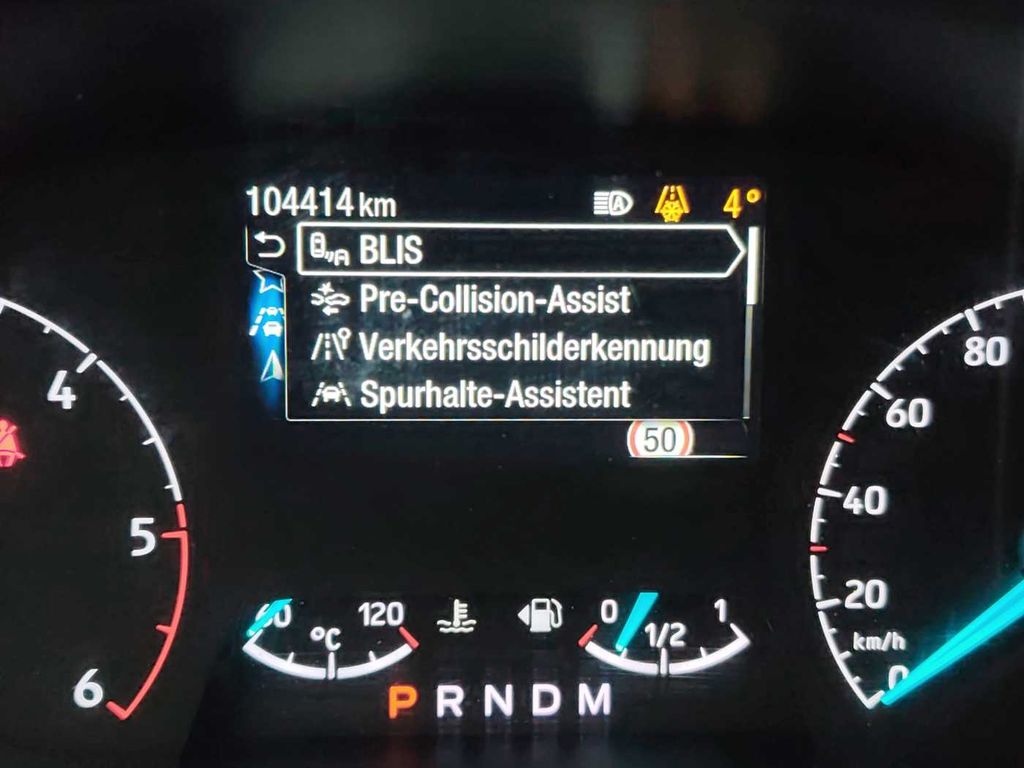 104414 km 4°
BLIS
Pre-Collision-Assist
Verkehrsschilderkennung
Spurhalte-Assistent
50
4
5
6
80
60
40
20
km/h
0
60 °C 120
0 1/2 1
P R N D M